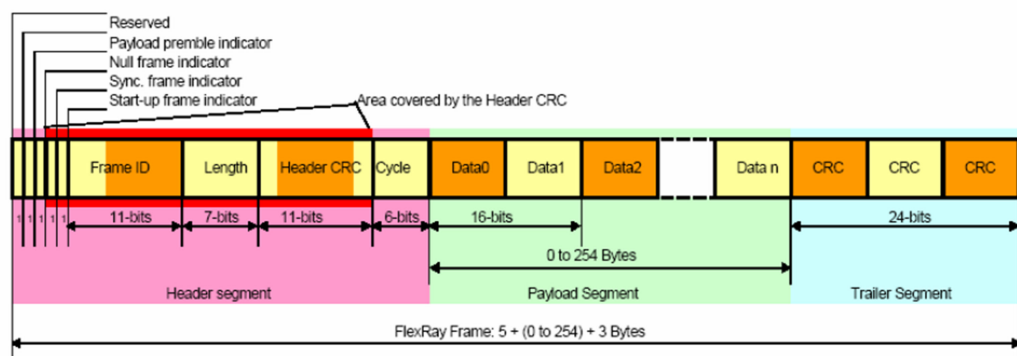 Reserved
Payload premble indicator
Null frame indicator
Sync. frame indicator
Start-up frame indicator
Area covered by the Header CRC
Frame ID Length Header CRC Cycle Data0 Data1 Data2 Data n CRC CRC CRC
1 1 1 1 1 11-bits 7-bits 11-bits 6-bits 16-bits 24-bits
0 to 254 Bytes
Header segment Payload Segment Trailer Segment
FlexRay Frame: 5 + (0 to 254) + 3 Bytes